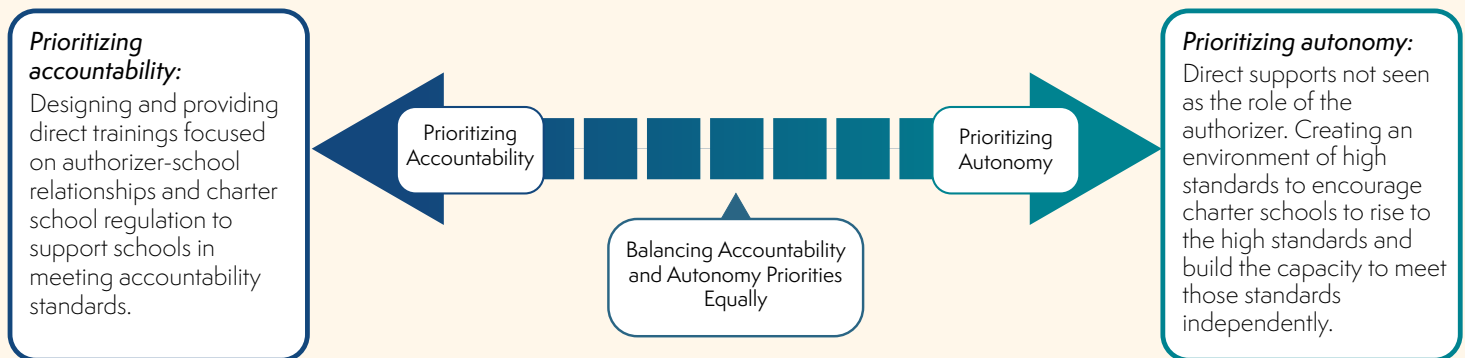 Prioritizing
accountability:
Designing and providing
direct trainings focused
on authorizer-school
relationships and charter
school regulation to
support schools in
meeting accountability
standards.
Prioritizing
Accountability
Balancing Accountability
and Autonomy Priorities
Equally
Prioritizing
Autonomy
Prioritizing autonomy:
Direct supports not seen
as the role of the
authorizer. Creating an
environment of high
standards to encourage
charter schools to rise to
the high standards and
build the capacity to meet
those standards
independently.